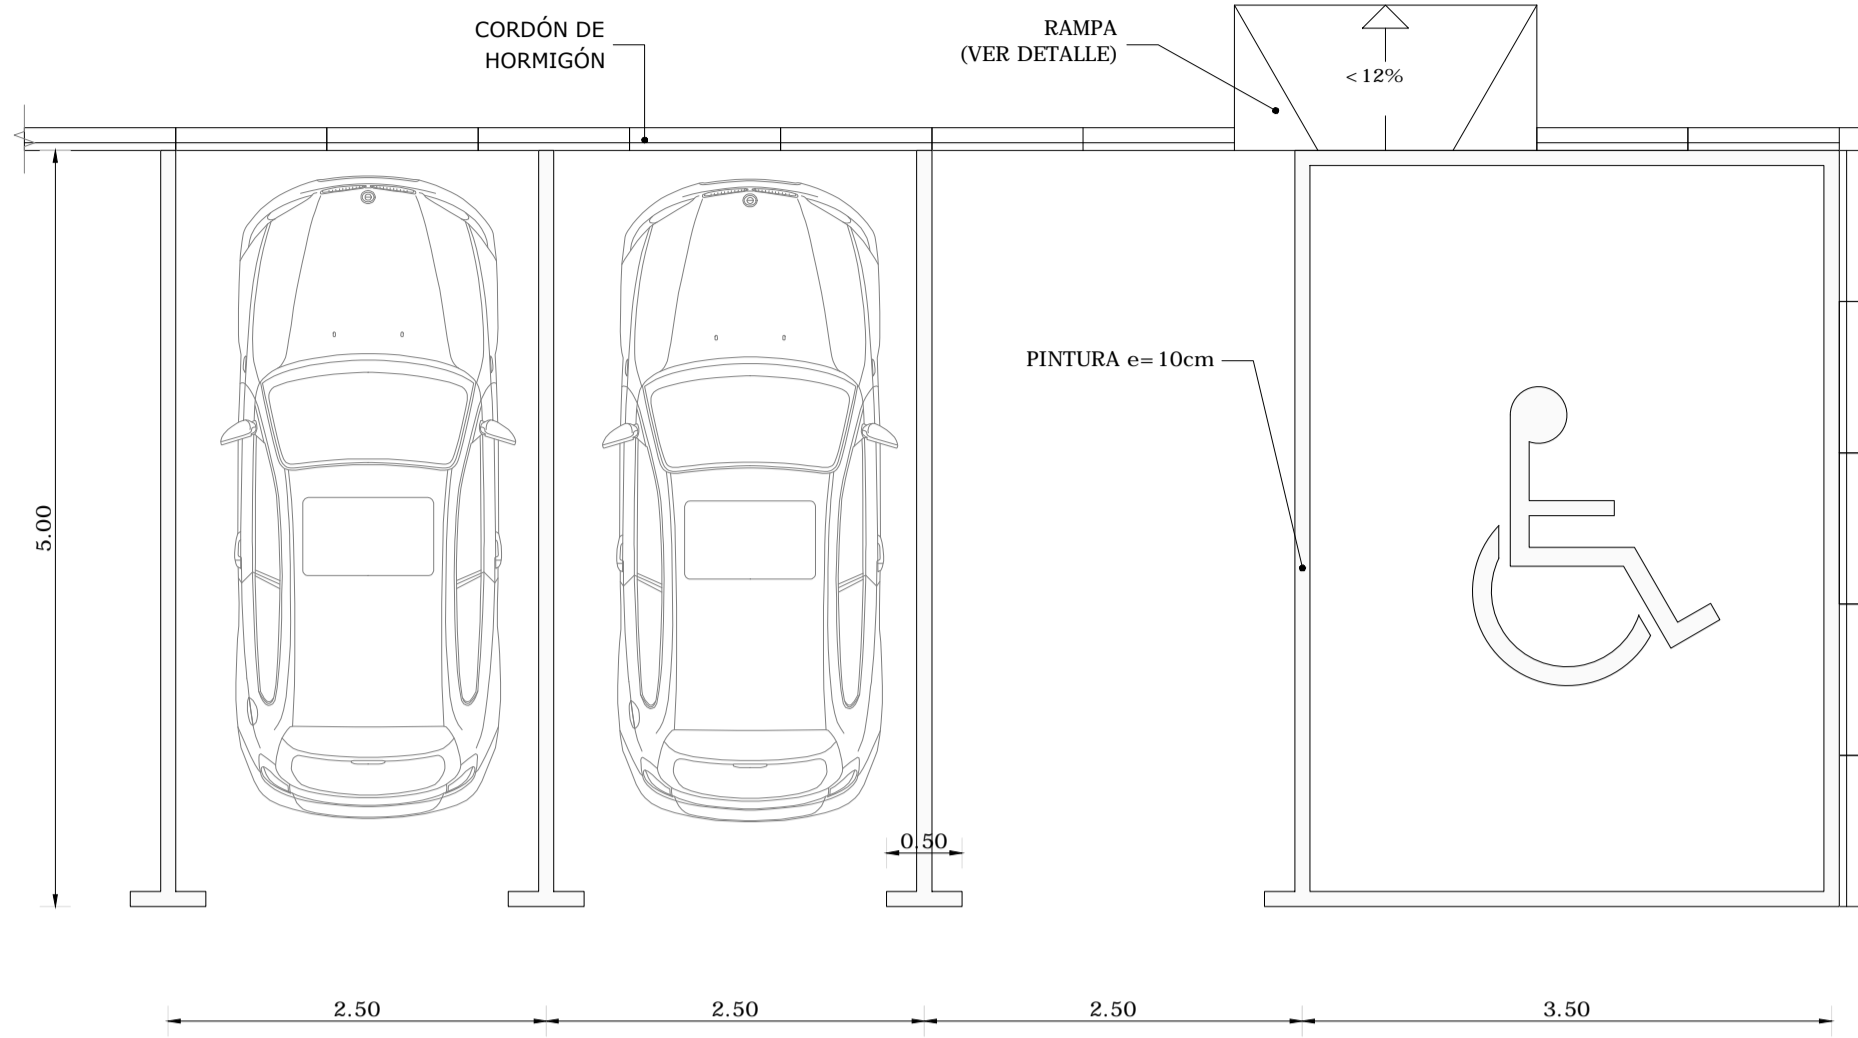 CORDÓN DE
HORMIGÓN
RAMPA
(VER DETALLE)
<12%
PINTURA e=10cm
5.00
0.50
2.50
2.50
2.50
3.50